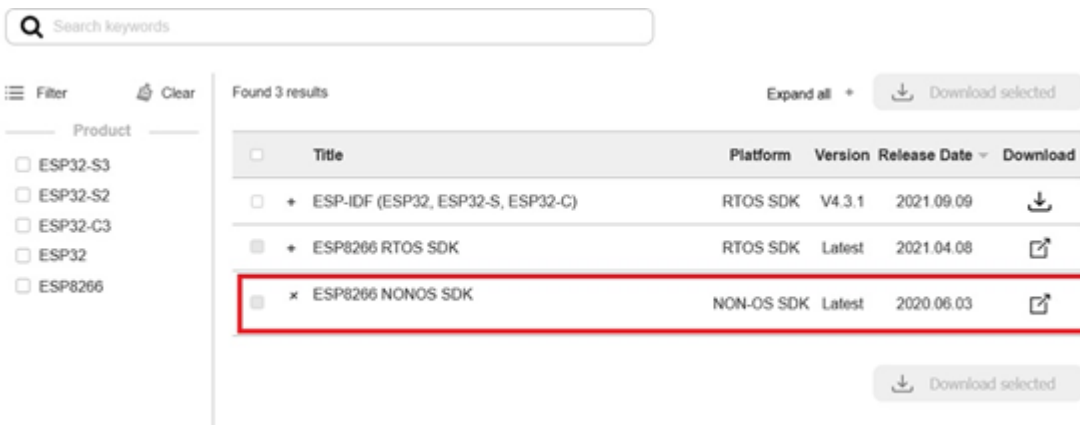 Search keywords
Filter Clear
Product
ESP32-S3
ESP32-S2
ESP32-C3
ESP32
ESP8266
Found 3 results Expand all + Download selected
Title Platform Version Release Date Download
+ ESP-IDF (ESP32, ESP32-S, ESP32-C) RTOS SDK V4.3.1 2021.09.09
+ ESP8266 RTOS SDK RTOS SDK Latest 2021.04.08
× ESP8266 NONOS SDK NON-OS SDK Latest 2020.06.03
Download selected